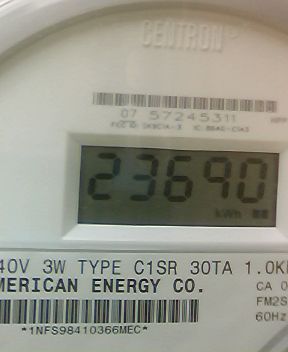 CENTRON
07 57245311
23690
kWh
40V 3W TYPE C1SR 30TA 1.0K
MERICAN ENERGY CO.
CA 0
FM2S
60Hz
*1NFS98410366MEC*